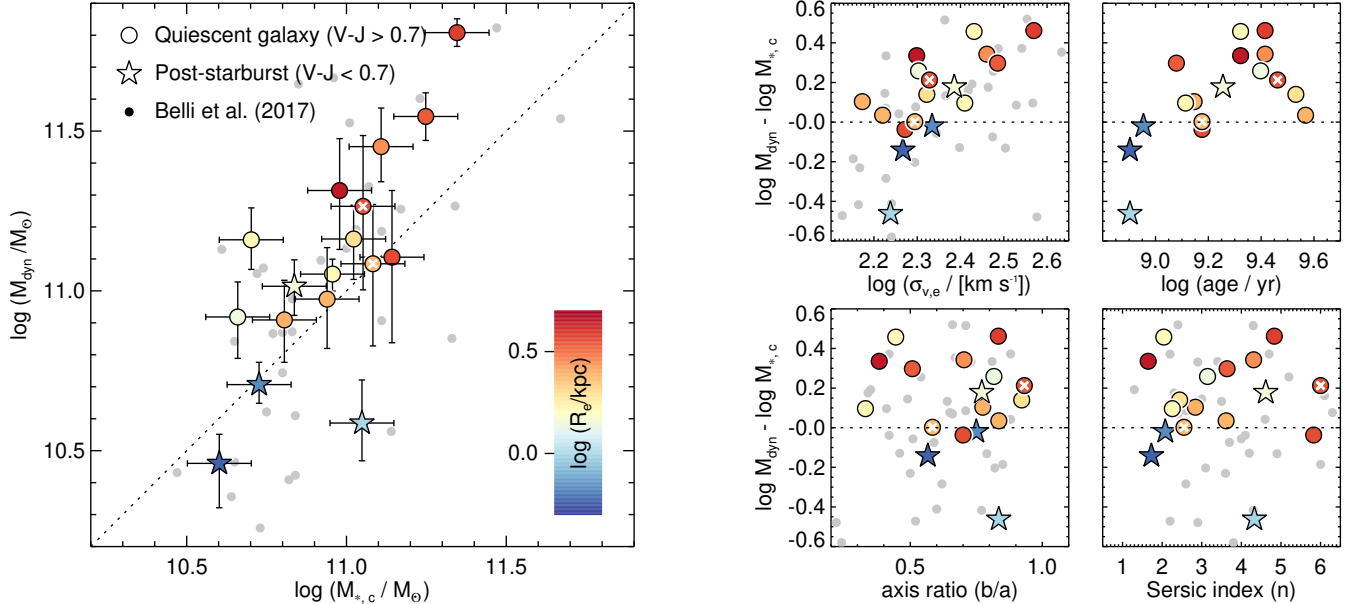 Quiescent galaxy (V-J > 0.7)
Post-starburst (V-J < 0.7)
Belli et al. (2017)
log (M_dyn /M_⊙)
11.5
11.0
10.5
10.5 11.0 11.5
log (M_*, c / M_⊙)
log (R_e/kpc)
0.5
0.0
log M_dyn - log M_*, c
0.6
0.4
0.2
-0.0
-0.2
-0.4
-0.6
2.2 2.3 2.4 2.5 2.6
log (σ_v,e / [km s⁻¹])
9.0 9.2 9.4 9.6
log (age / yr)
log M_dyn - log M_*, c
0.6
0.4
0.2
-0.0
-0.2
-0.4
-0.6
0.5 1.0
axis ratio (b/a)
1 2 3 4 5 6
Sersic index (n)